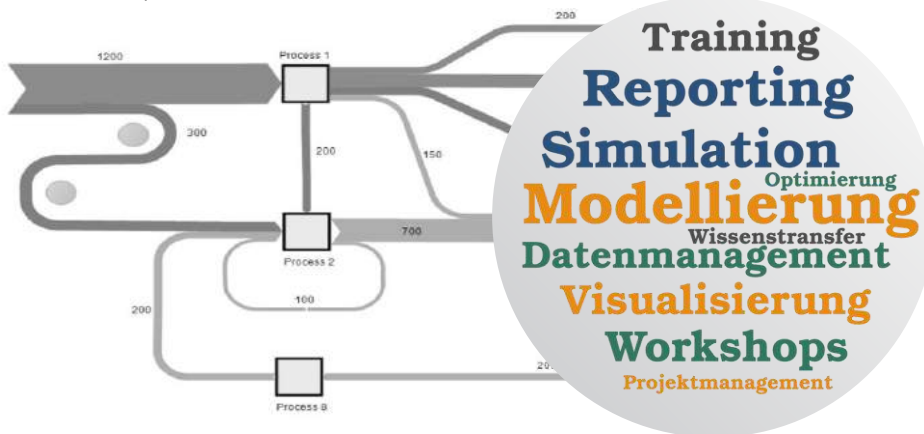 200
1200
Process 1
300
200
150
700
Process 2
100
200
Process 8
Training
Reporting
Simulation
Optimierung
Modellierung
Wissenstransfer
Datenmanagement
Visualisierung
Workshops
Projektmanagement